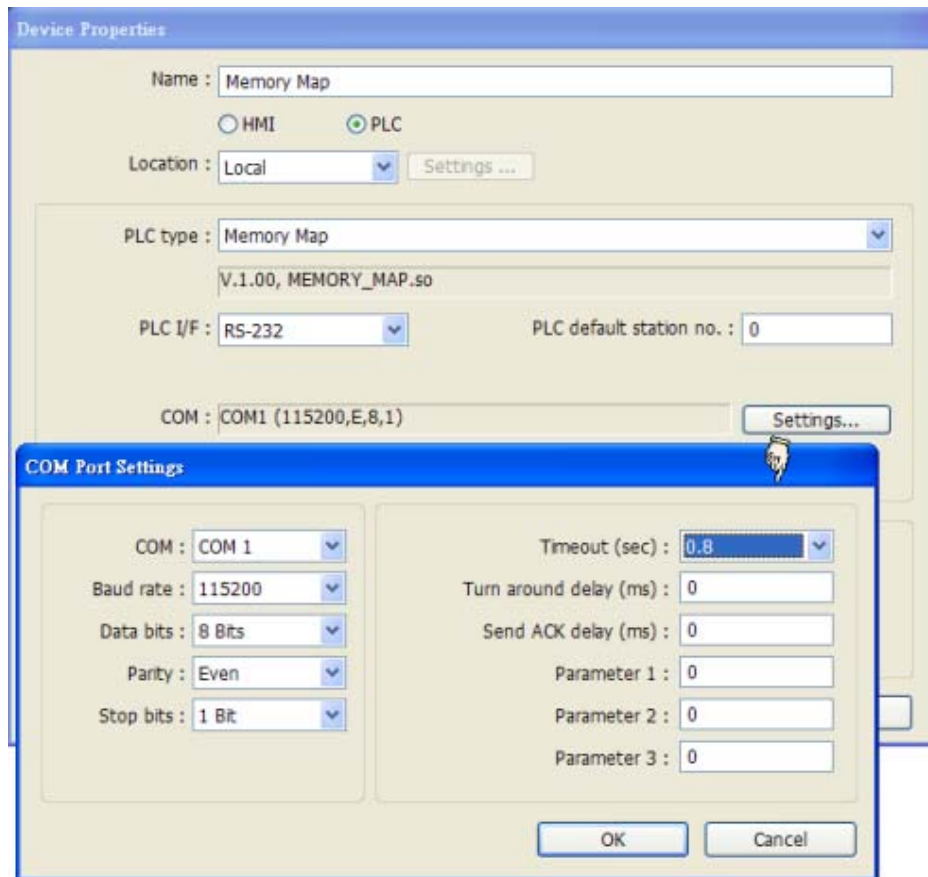 Device Properties
Name : Memory Map
HMI PLC
Location : Local Settings ...
PLC type : Memory Map
V.1.00, MEMORY_MAP.so
PLC I/F : RS-232 PLC default station no. : 0
COM : COM1 (115200,E,8,1) Settings...
COM Port Settings
COM : COM 1 Timeout (sec) : 0.8
Baud rate : 115200 Turn around delay (ms) : 0
Data bits : 8 Bits Send ACK delay (ms) : 0
Parity : Even Parameter 1 : 0
Stop bits : 1 Bit Parameter 2 : 0
Parameter 3 : 0
OK Cancel